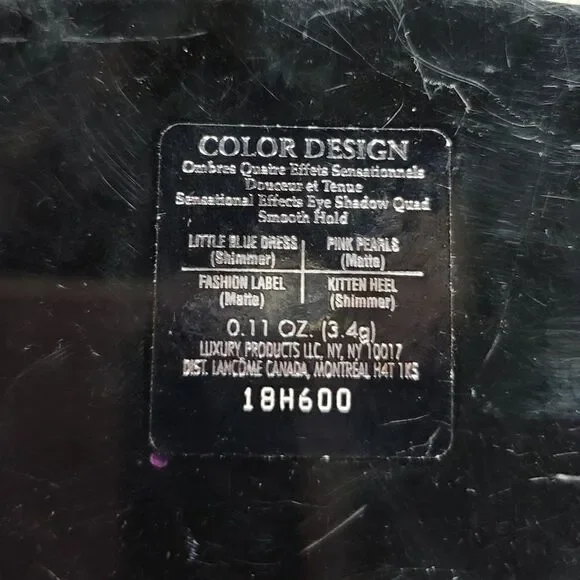 COLOR DESIGN
Ombres Quatre Effets Sensationnels
Douceur et Tenue
Sensational Effects Eye Shadow Quad
Smooth Hold
LITTLE BLUE DRESS PINK PEARLS
(Shimmer) (Matte)
FASHION LABEL KITTEN HEEL
(Matte) (Shimmer)
0.11 OZ. (3.4g)
LUXURY PRODUCTS LLC, NY, NY 10017
DIST. LANCÔME CANADA, MONTRÉAL H4T 1K5
18H600